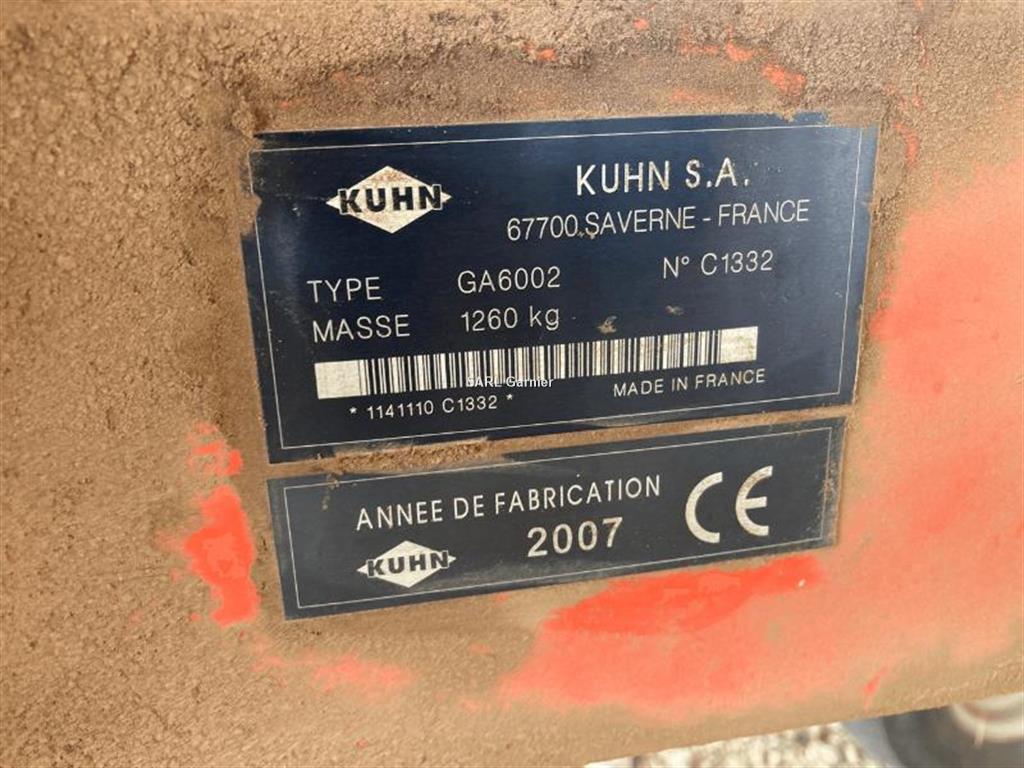 KUHN
KUHN S.A.
67700 SAVERNE - FRANCE
TYPE GA6002 N° C1332
MASSE 1260 kg
SARL Garnier
* 1141110 C1332 *
MADE IN FRANCE
ANNEE DE FABRICATION
KUHN
2007
CE